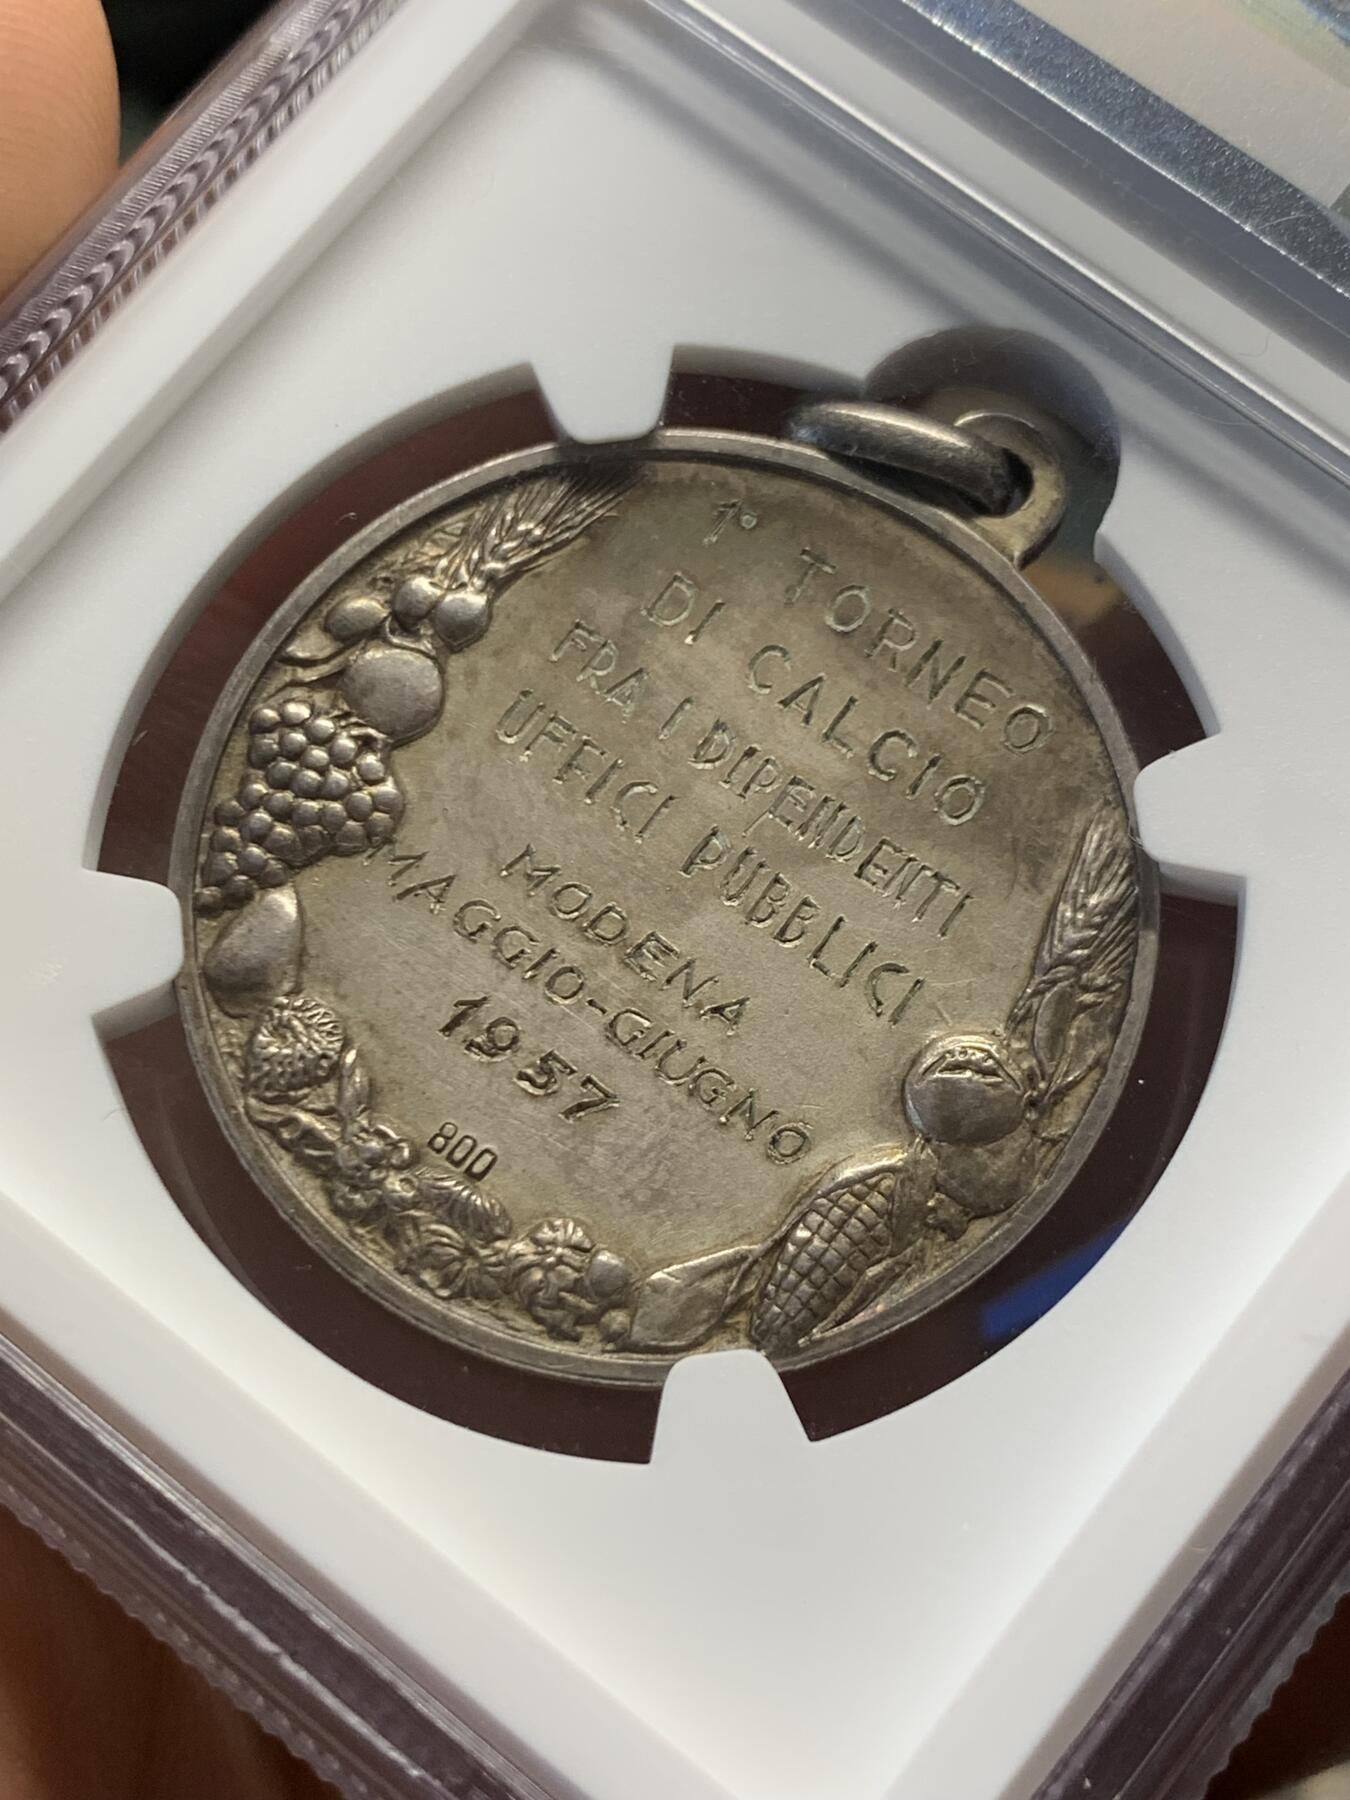 1° TORNEO
DI CALCIO
FRA I DIPENDENTI
UFFICI PUBBLICI
MODENA
MAGGIO-GIUGNO
1957
800